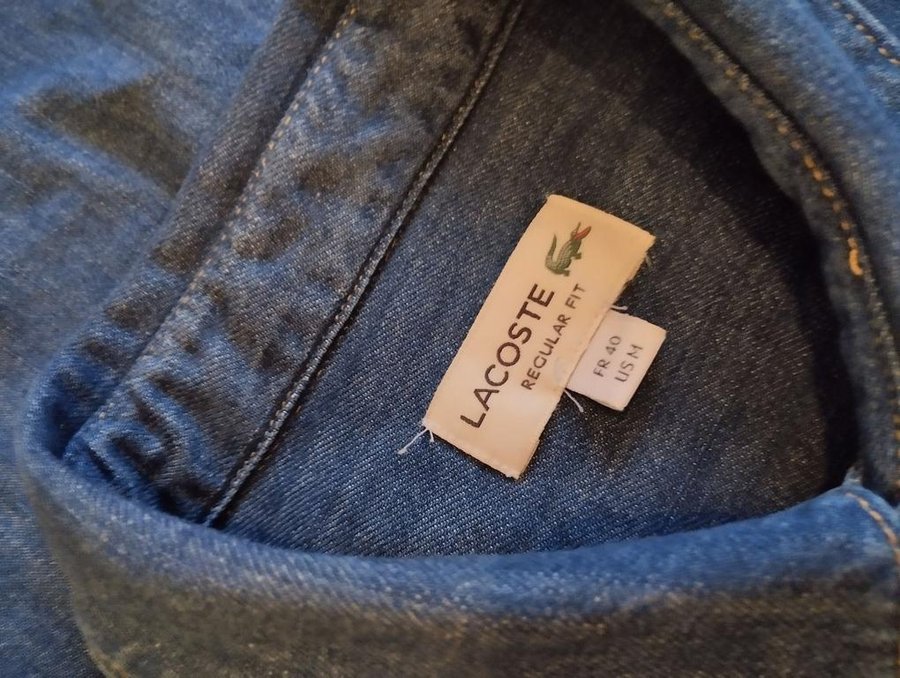 LACOSTE
REGULAR FIT
FR 40
US M